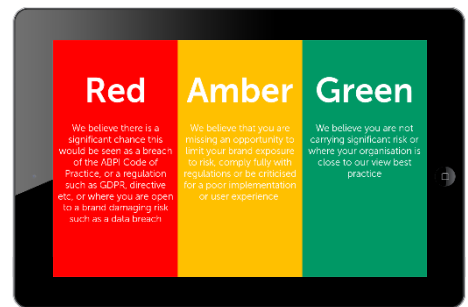 Red
We believe there is a
significant chance this
would be seen as a breach
of the ABPI Code of
Practice, or a regulation
such as GDPR, directive
etc, or where you are open
to a brand damaging risk
such as a data breach
Amber
We believe that you are
missing an opportunity to
limit your brand exposure
to risk, comply fully with
regulations or be criticised
for a poor implementation
or user experience
Green
We believe you are not
carrying significant risk or
where your organisation is
close to our view best
practice